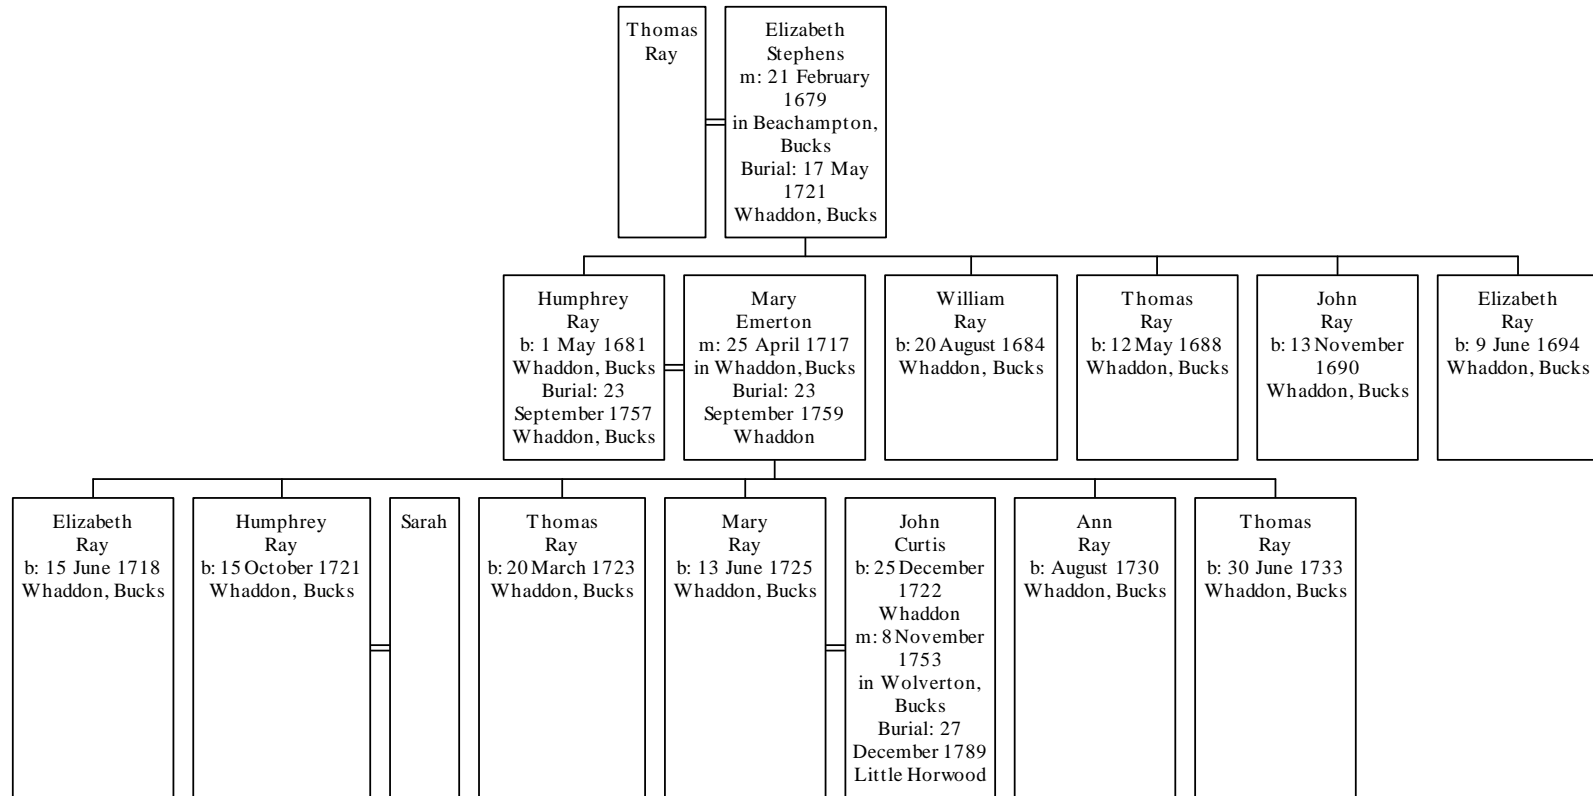 Thomas
Ray
Elizabeth
Stephens
m: 21 February
1679
in Beachampton,
Bucks
Burial: 17 May
1721
Whaddon, Bucks
Humphrey
Ray
b: 1 May 1681
Whaddon, Bucks
Burial: 23
September 1757
Whaddon, Bucks
Mary
Emerton
m: 25 April 1717
in Whaddon, Bucks
Burial: 23
September 1759
Whaddon
William
Ray
b: 20 August 1684
Whaddon, Bucks
Thomas
Ray
b: 12 May 1688
Whaddon, Bucks
John
Ray
b: 13 November
1690
Whaddon, Bucks
Elizabeth
Ray
b: 9 June 1694
Whaddon, Bucks
Elizabeth
Ray
b: 15 June 1718
Whaddon, Bucks
Humphrey
Ray
b: 15 October 1721
Whaddon, Bucks
Sarah
Thomas
Ray
b: 20 March 1723
Whaddon, Bucks
Mary
Ray
b: 13 June 1725
Whaddon, Bucks
John
Curtis
b: 25 December
1722
Whaddon
m: 8 November
1753
in Wolverton,
Bucks
Burial: 27
December 1789
Little Horwood
Ann
Ray
b: August 1730
Whaddon, Bucks
Thomas
Ray
b: 30 June 1733
Whaddon, Bucks